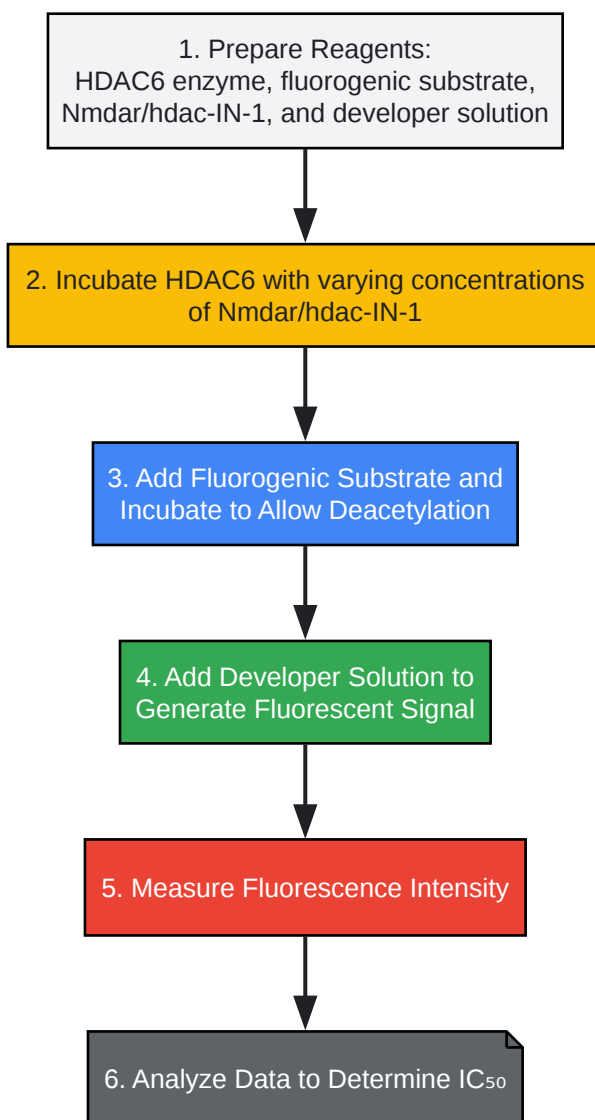 1. Prepare Reagents:
HDAC6 enzyme, fluorogenic substrate,
Nmdar/hdac-IN-1, and developer solution
2. Incubate HDAC6 with varying concentrations
of Nmdar/hdac-IN-1
3. Add Fluorogenic Substrate and
Incubate to Allow Deacetylation
4. Add Developer Solution to
Generate Fluorescent Signal
5. Measure Fluorescence Intensity
6. Analyze Data to Determine IC₅₀